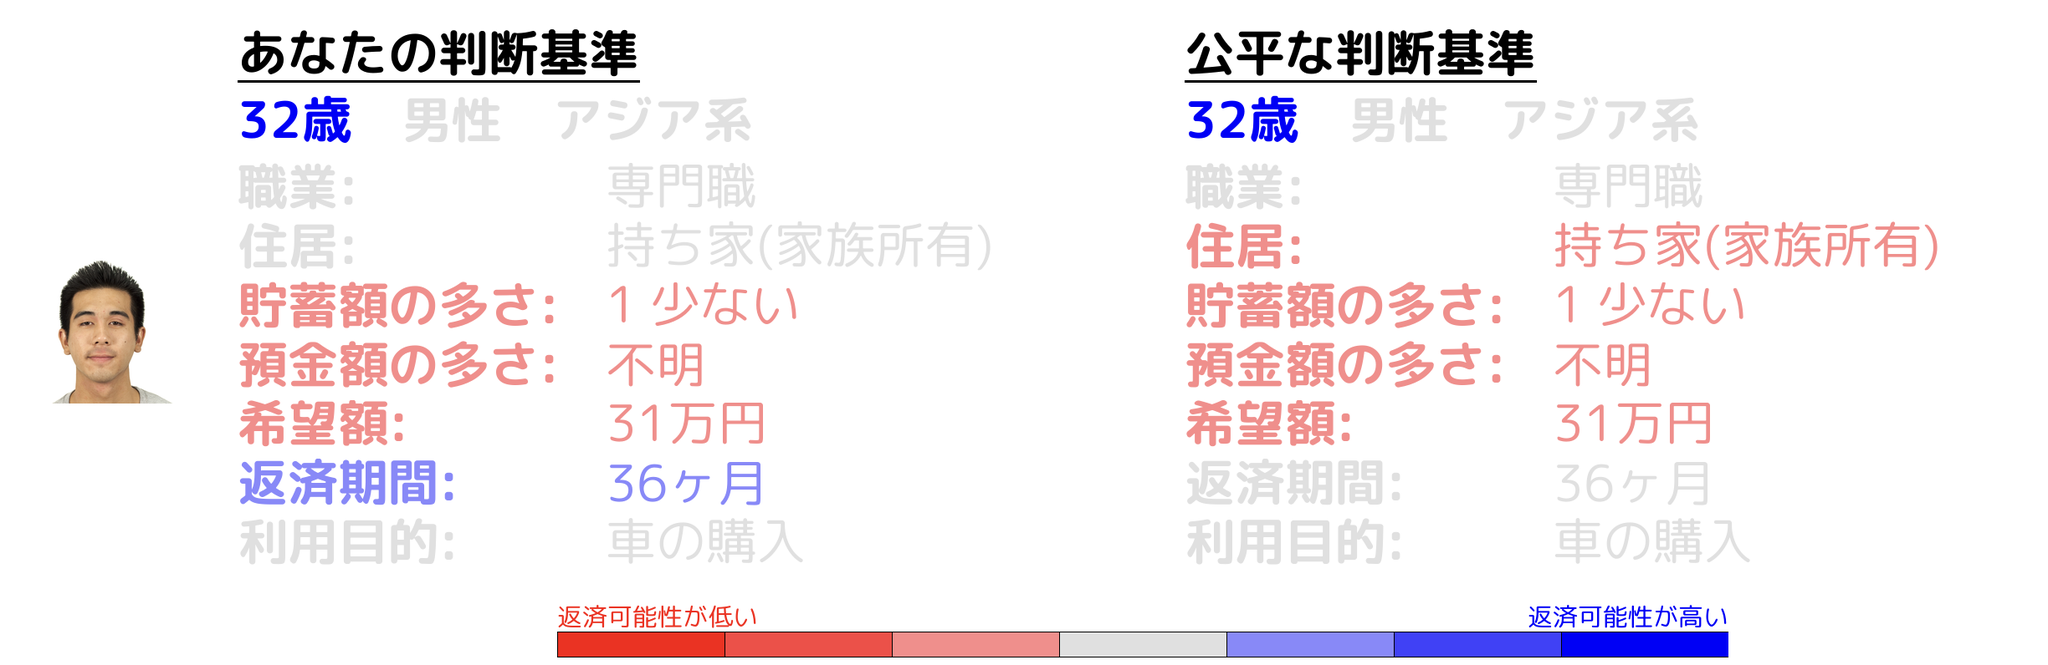 あなたの判断基準
32歳 男性 アジア系
職業: 専門職
住居: 持ち家(家族所有)
貯蓄額の多さ: 1 少ない
預金額の多さ: 不明
希望額: 31万円
返済期間: 36ヶ月
利用目的: 車の購入
公平な判断基準
32歳 男性 アジア系
職業: 専門職
住居: 持ち家(家族所有)
貯蓄額の多さ: 1 少ない
預金額の多さ: 不明
希望額: 31万円
返済期間: 36ヶ月
利用目的: 車の購入
返済可能性が低い
返済可能性が高い